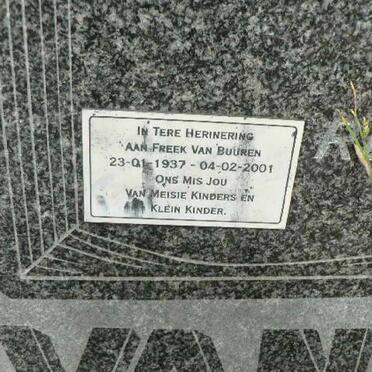 In Tere Herinering
aan Freek Van Buuren
23-01-1937 - 04-02-2001
Ons Mis Jou
Van Meisie Kinders en
Klein Kinder.
VAN